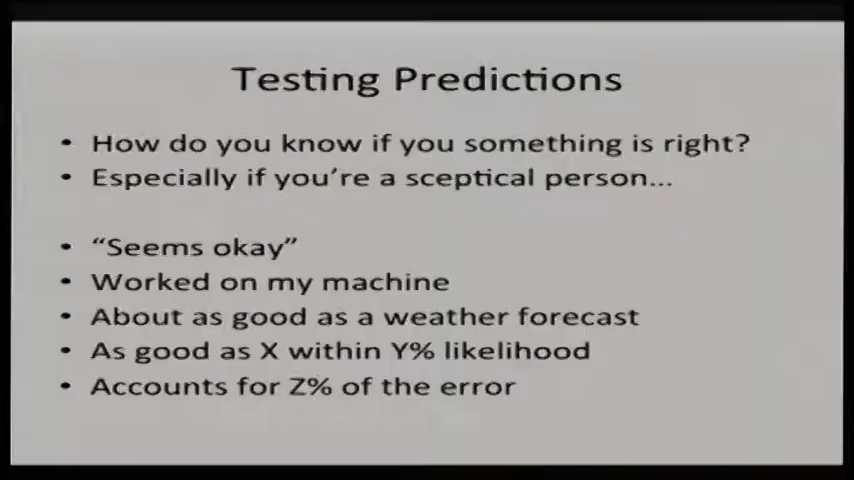 Testing Predictions
• How do you know if you something is right?
• Especially if you're a sceptical person...
• “Seems okay”
• Worked on my machine
• About as good as a weather forecast
• As good as X within Y% likelihood
• Accounts for Z% of the error